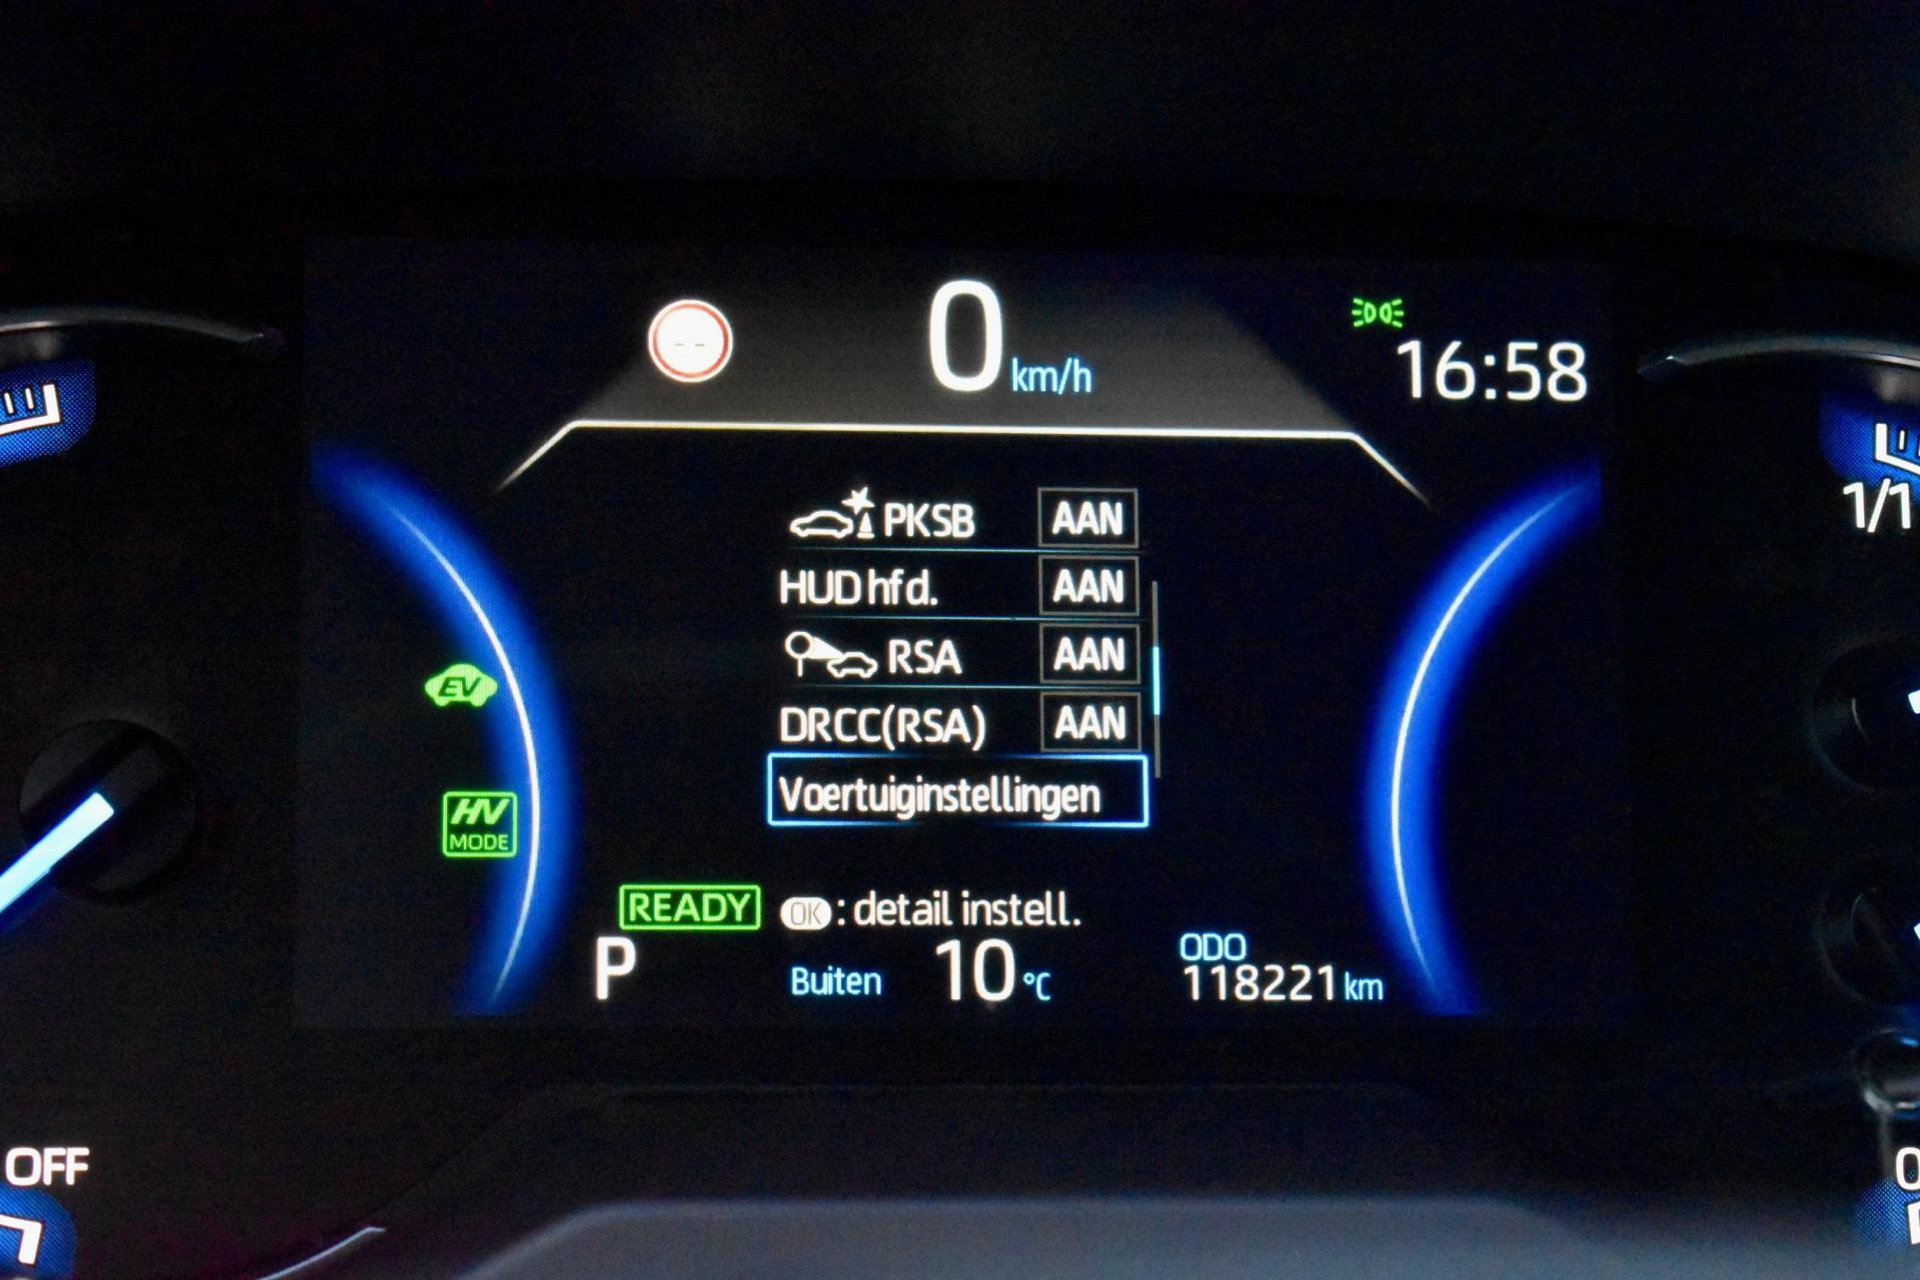 0 km/h
16:58
- -
PKSB AAN
HUD hfd. AAN
RSA AAN
DRCC(RSA) AAN
Voertuiginstellingen
EV
HV
MODE
READY
OK : detail instell.
P
Buiten 10 °C
ODO
118221 km
1/1
OFF